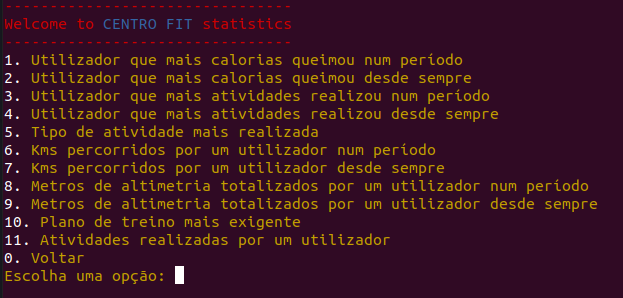 --------------------------------
Welcome to CENTRO FIT statistics
--------------------------------
1. Utilizador que mais calorias queimou num período
2. Utilizador que mais calorias queimou desde sempre
3. Utilizador que mais atividades realizou num período
4. Utilizador que mais atividades realizou desde sempre
5. Tipo de atividade mais realizada
6. Kms percorridos por um utilizador num período
7. Kms percorridos por um utilizador desde sempre
8. Metros de altimetria totalizados por um utilizador num período
9. Metros de altimetria totalizados por um utilizador desde sempre
10. Plano de treino mais exigente
11. Atividades realizadas por um utilizador
0. Voltar
Escolha uma opção: